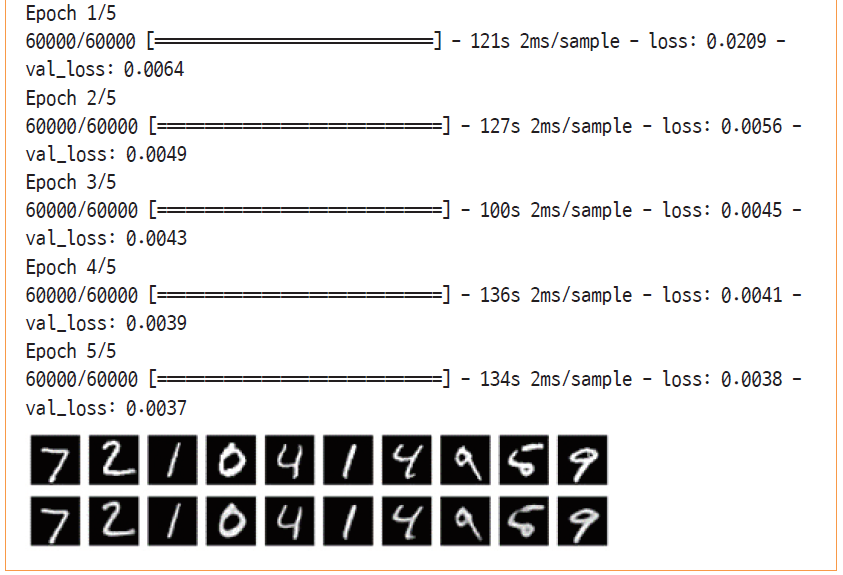 Epoch 1/5
60000/60000 [==============================] - 121s 2ms/sample - loss: 0.0209 -
val_loss: 0.0064
Epoch 2/5
60000/60000 [==============================] - 127s 2ms/sample - loss: 0.0056 -
val_loss: 0.0049
Epoch 3/5
60000/60000 [==============================] - 100s 2ms/sample - loss: 0.0045 -
val_loss: 0.0043
Epoch 4/5
60000/60000 [==============================] - 136s 2ms/sample - loss: 0.0041 -
val_loss: 0.0039
Epoch 5/5
60000/60000 [==============================] - 134s 2ms/sample - loss: 0.0038 -
val_loss: 0.0037
7 2 1 0 4 1 4 9 5 9
7 2 1 0 4 1 4 9 5 9